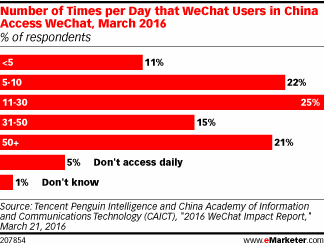 Number of Times per Day that WeChat Users in China
Access WeChat, March 2016
% of respondents
<5 11%
5-10 22%
11-30 25%
31-50 15%
50+ 21%
5% Don't access daily
1% Don't know
Source: Tencent Penguin Intelligence and China Academy of Information
and Communications Technology (CAICT), "2016 WeChat Impact Report,"
March 21, 2016
207854 www.eMarketer.com